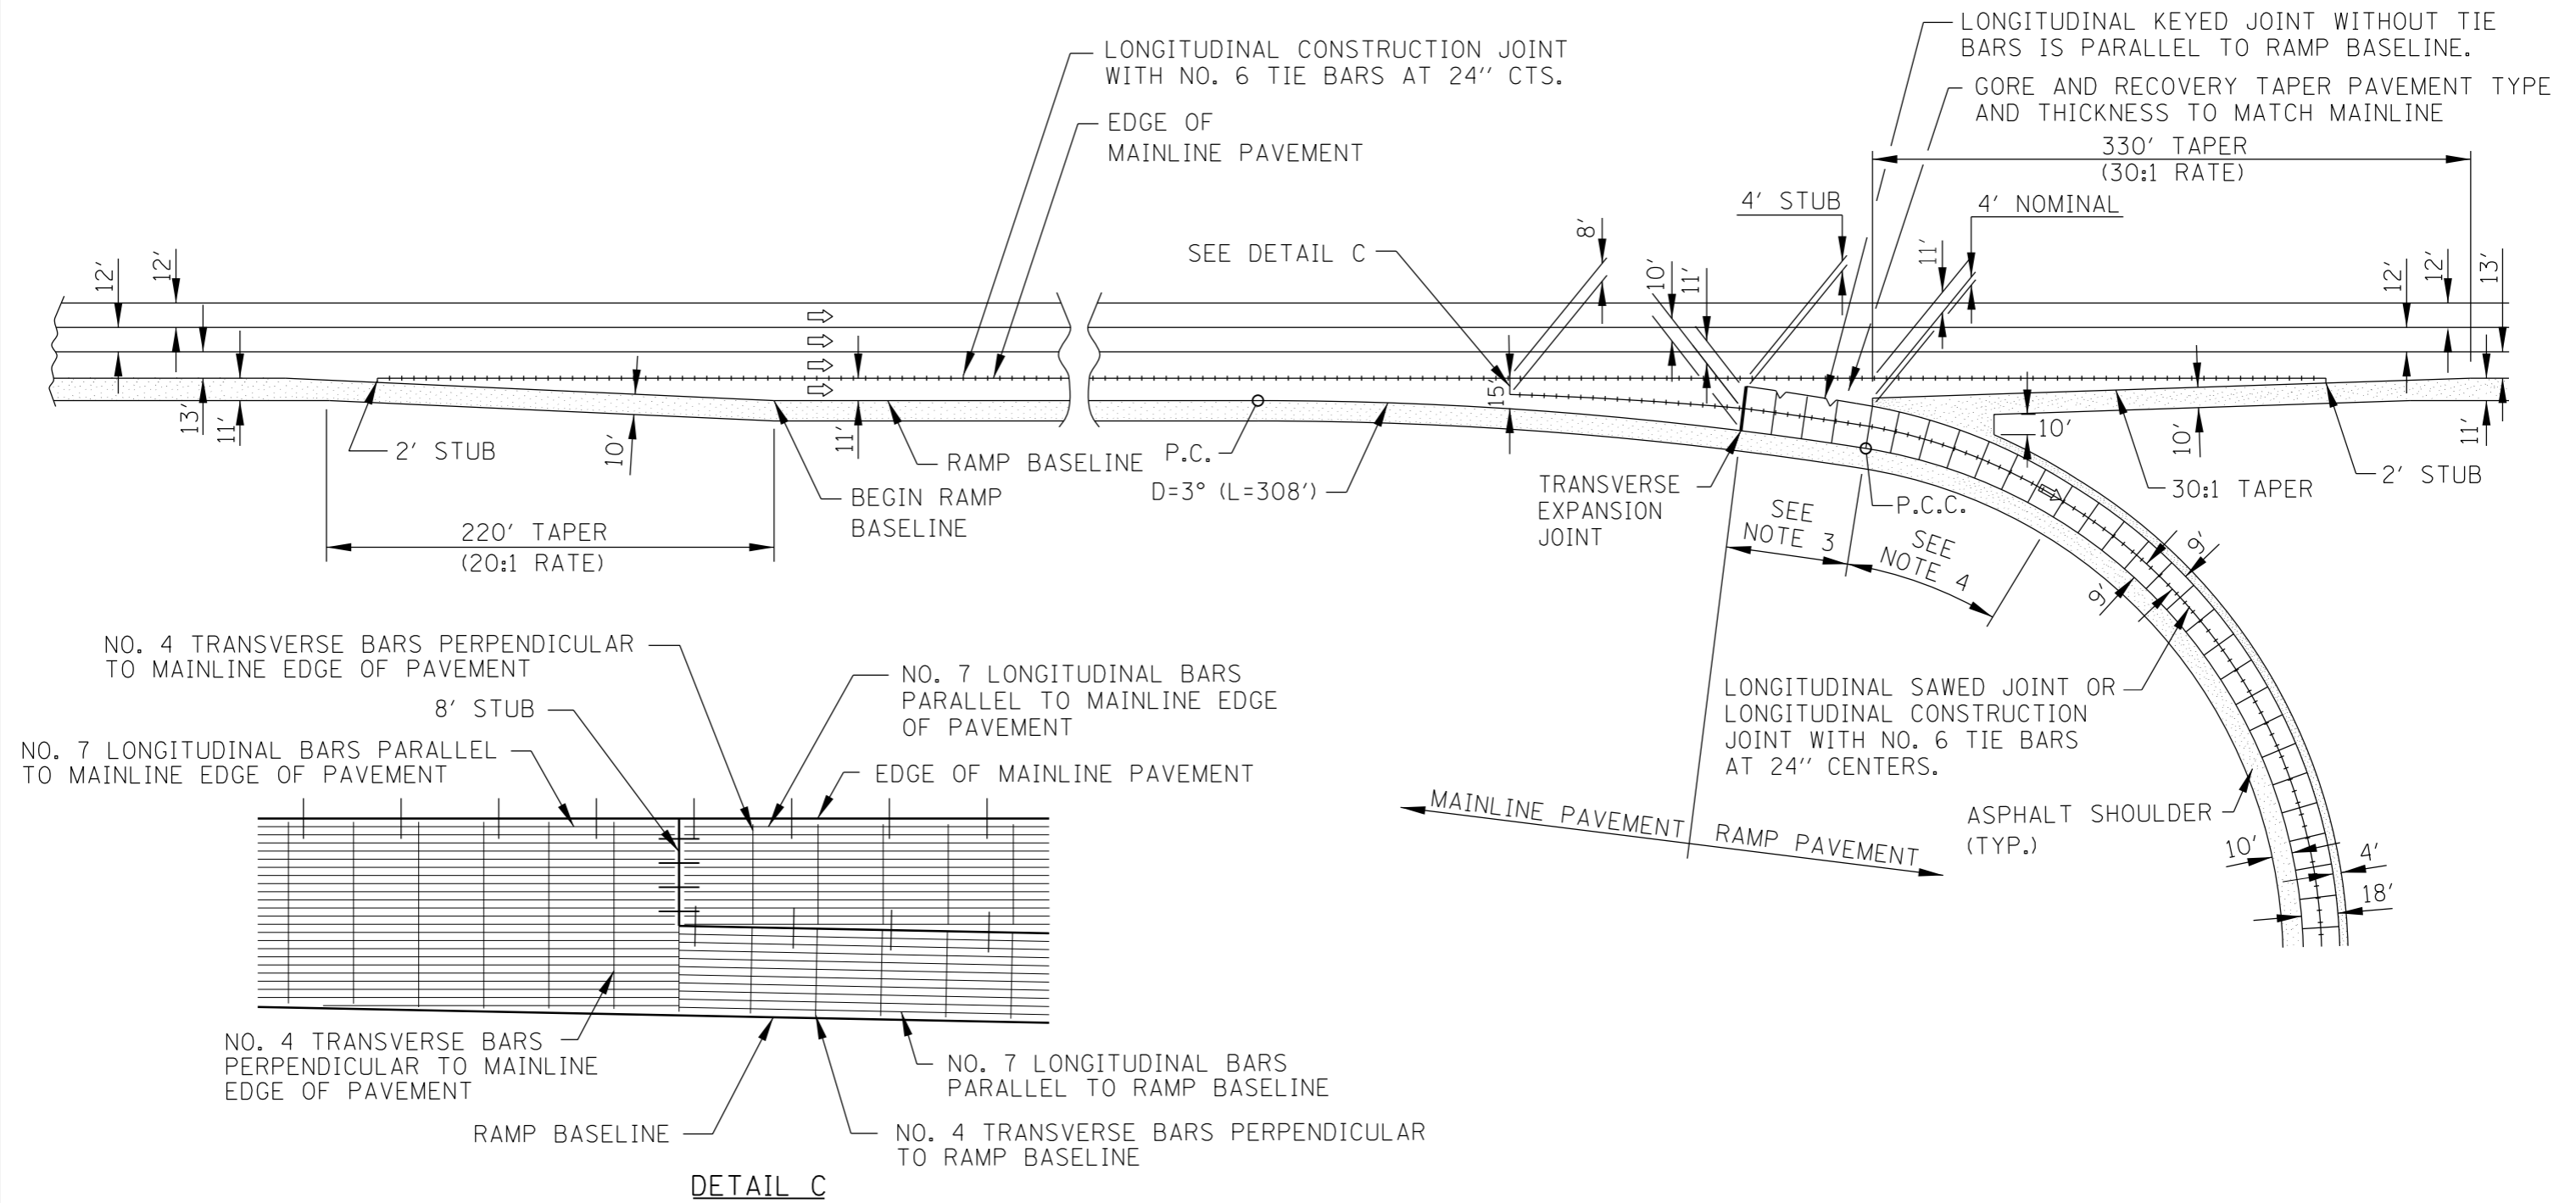 LONGITUDINAL KEYED JOINT WITHOUT TIE
BARS IS PARALLEL TO RAMP BASELINE.
LONGITUDINAL CONSTRUCTION JOINT
WITH NO. 6 TIE BARS AT 24" CTS.
GORE AND RECOVERY TAPER PAVEMENT TYPE
AND THICKNESS TO MATCH MAINLINE
EDGE OF
MAINLINE PAVEMENT
330' TAPER
(30:1 RATE)
4' STUB
4' NOMINAL
SEE DETAIL C
8'
10'
11'
11'
12'
12'
12'
12'
13'
13'
11'
10'
11'
15'
10'
10'
11'
2' STUB
RAMP BASELINE
P.C.
D=3° (L=308')
BEGIN RAMP
BASELINE
220' TAPER
(20:1 RATE)
TRANSVERSE
EXPANSION
JOINT
SEE
NOTE 3
P.C.C.
SEE
NOTE 4
30:1 TAPER
2' STUB
9'
9'
LONGITUDINAL SAWED JOINT OR
LONGITUDINAL CONSTRUCTION
JOINT WITH NO. 6 TIE BARS
AT 24" CENTERS.
ASPHALT SHOULDER
(TYP.)
MAINLINE PAVEMENT
RAMP PAVEMENT
10'
4'
18'
NO. 4 TRANSVERSE BARS PERPENDICULAR
TO MAINLINE EDGE OF PAVEMENT
NO. 7 LONGITUDINAL BARS
PARALLEL TO MAINLINE EDGE
OF PAVEMENT
8' STUB
NO. 7 LONGITUDINAL BARS PARALLEL
TO MAINLINE EDGE OF PAVEMENT
EDGE OF MAINLINE PAVEMENT
NO. 4 TRANSVERSE BARS
PERPENDICULAR TO MAINLINE
EDGE OF PAVEMENT
NO. 7 LONGITUDINAL BARS
PARALLEL TO RAMP BASELINE
RAMP BASELINE
NO. 4 TRANSVERSE BARS PERPENDICULAR
TO RAMP BASELINE
DETAIL C